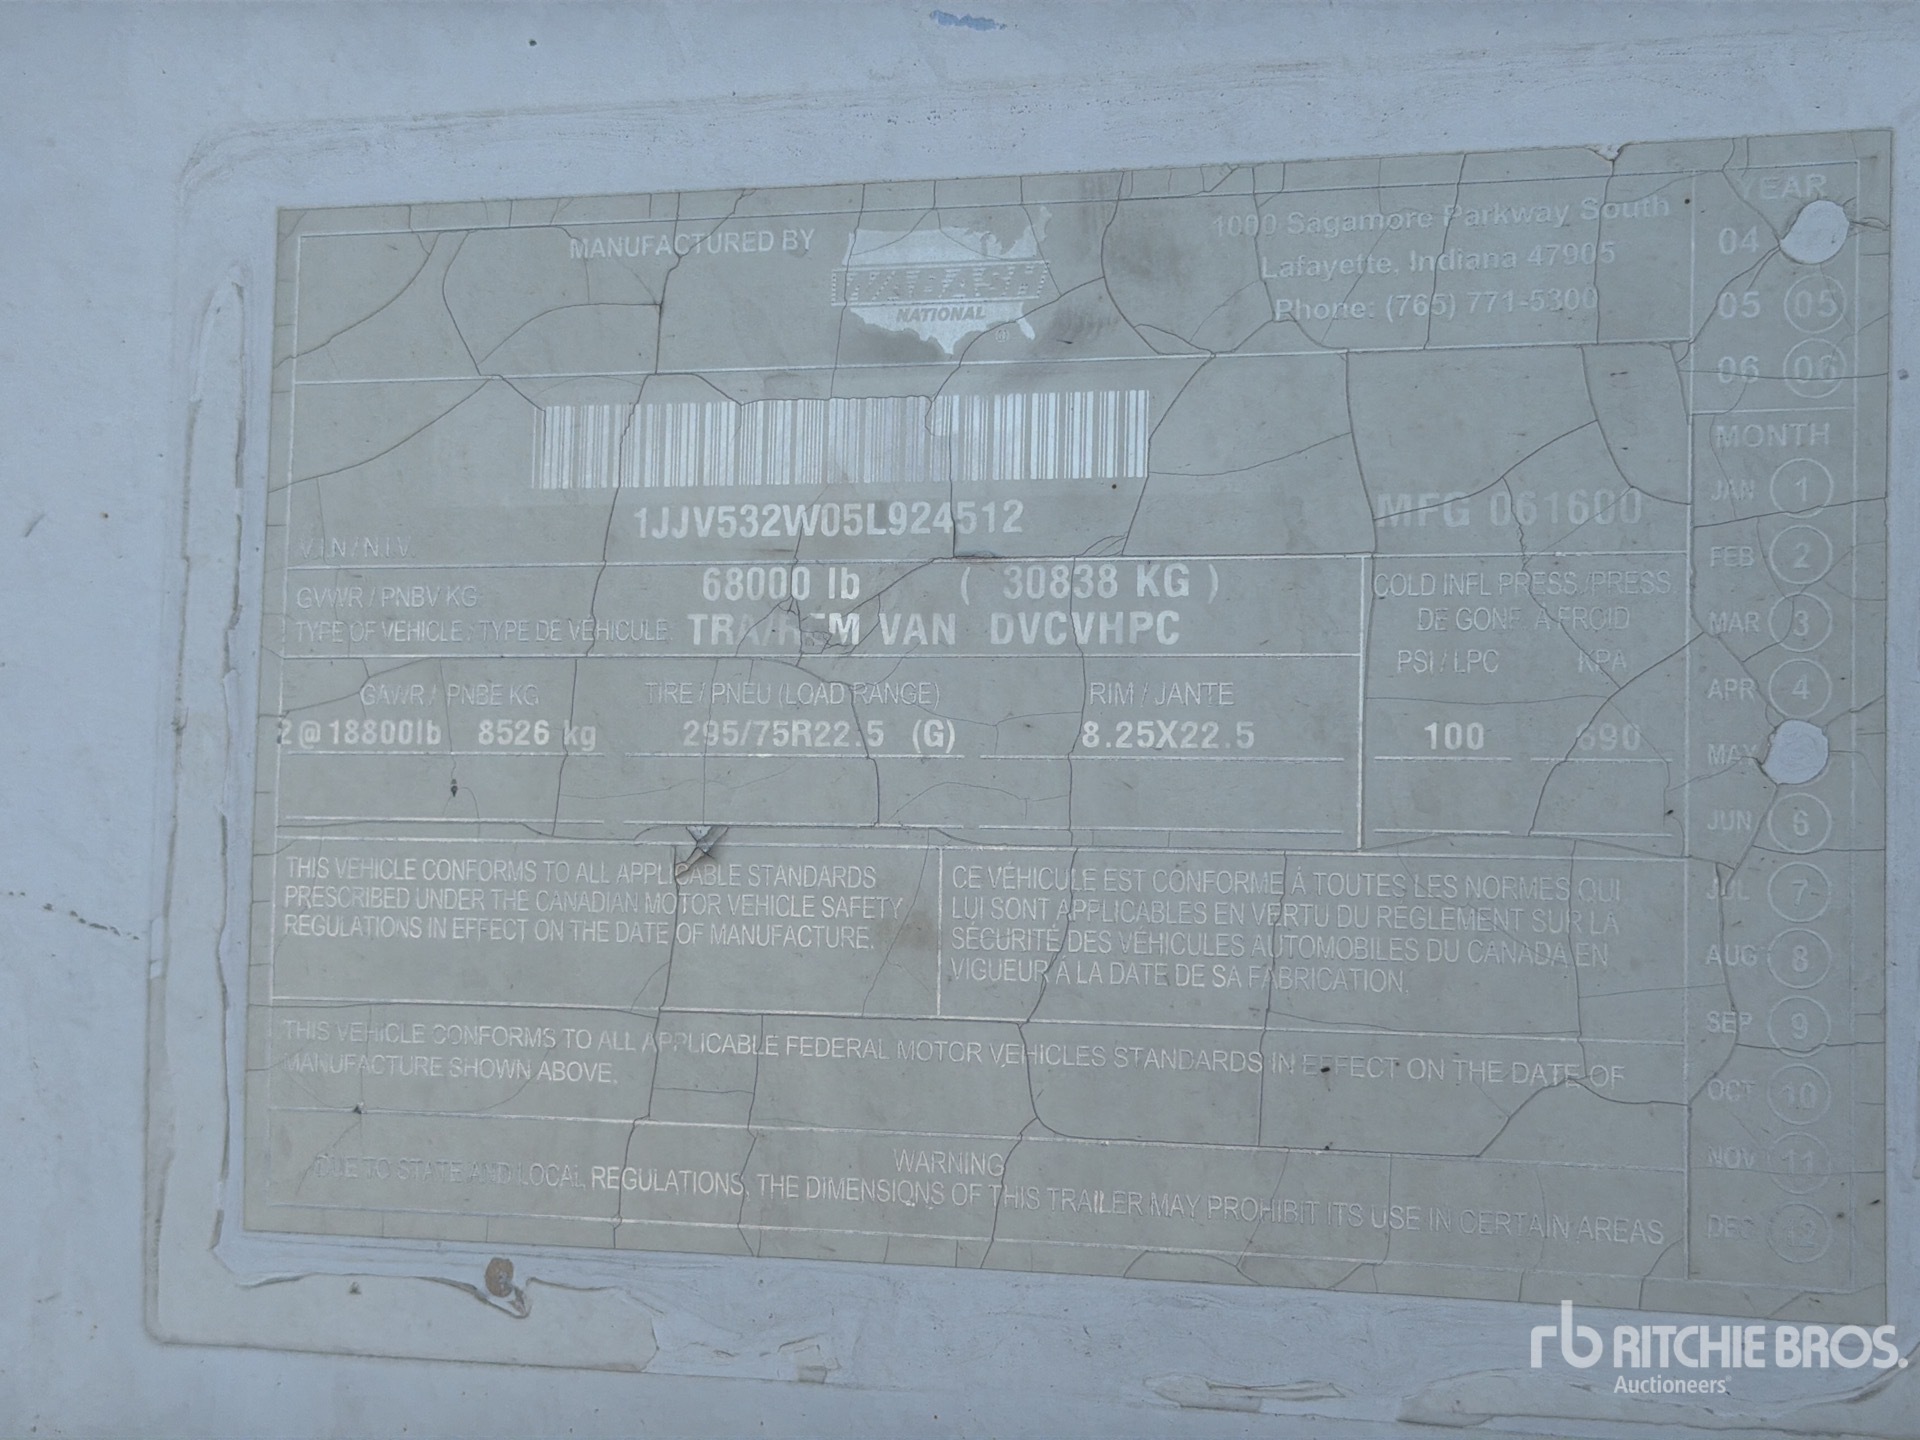 MANUFACTURED BY
WABASH
NATIONAL
®
1000 Sagamore Parkway South
Lafayette, Indiana 47905
Phone: (765) 771-5300
YEAR
04
05 05
06 06
MONTH
JAN 1
FEB 2
MAR 3
APR 4
MAY
JUN 6
JUL 7
AUG 8
SEP 9
OCT 10
NOV 11
DEC 12
1JJV532W05L924512
MFG 061600
V.I.N./N.I.V.
GVWR / PNBV KG 68000 lb ( 30838 KG )
TYPE OF VEHICLE / TYPE DE VÉHICULE: TRA/REM VAN DVCVHPC
COLD INFL PRESS./PRESS
DE GONF. À FROID
PSI / LPC KPA
GAWR / PNBE KG TIRE / PNEU (LOAD RANGE) RIM / JANTE
2 @ 18800lb 8526 kg 295/75R22.5 (G) 8.25X22.5 100 690
THIS VEHICLE CONFORMS TO ALL APPLICABLE STANDARDS
PRESCRIBED UNDER THE CANADIAN MOTOR VEHICLE SAFETY
REGULATIONS IN EFFECT ON THE DATE OF MANUFACTURE.
CE VÉHICULE EST CONFORME À TOUTES LES NORMES QUI
LUI SONT APPLICABLES EN VERTU DU REGLEMENT SUR LA
SÉCURITÉ DES VÉHICULES AUTOMOBILES DU CANADA EN
VIGUEUR À LA DATE DE SA FABRICATION.
THIS VEHICLE CONFORMS TO ALL APPLICABLE FEDERAL MOTOR VEHICLES STANDARDS IN EFFECT ON THE DATE OF
MANUFACTURE SHOWN ABOVE.
WARNING
DUE TO STATE AND LOCAL REGULATIONS, THE DIMENSIONS OF THIS TRAILER MAY PROHIBIT ITS USE IN CERTAIN AREAS
rb RITCHIE BROS.
Auctioneers